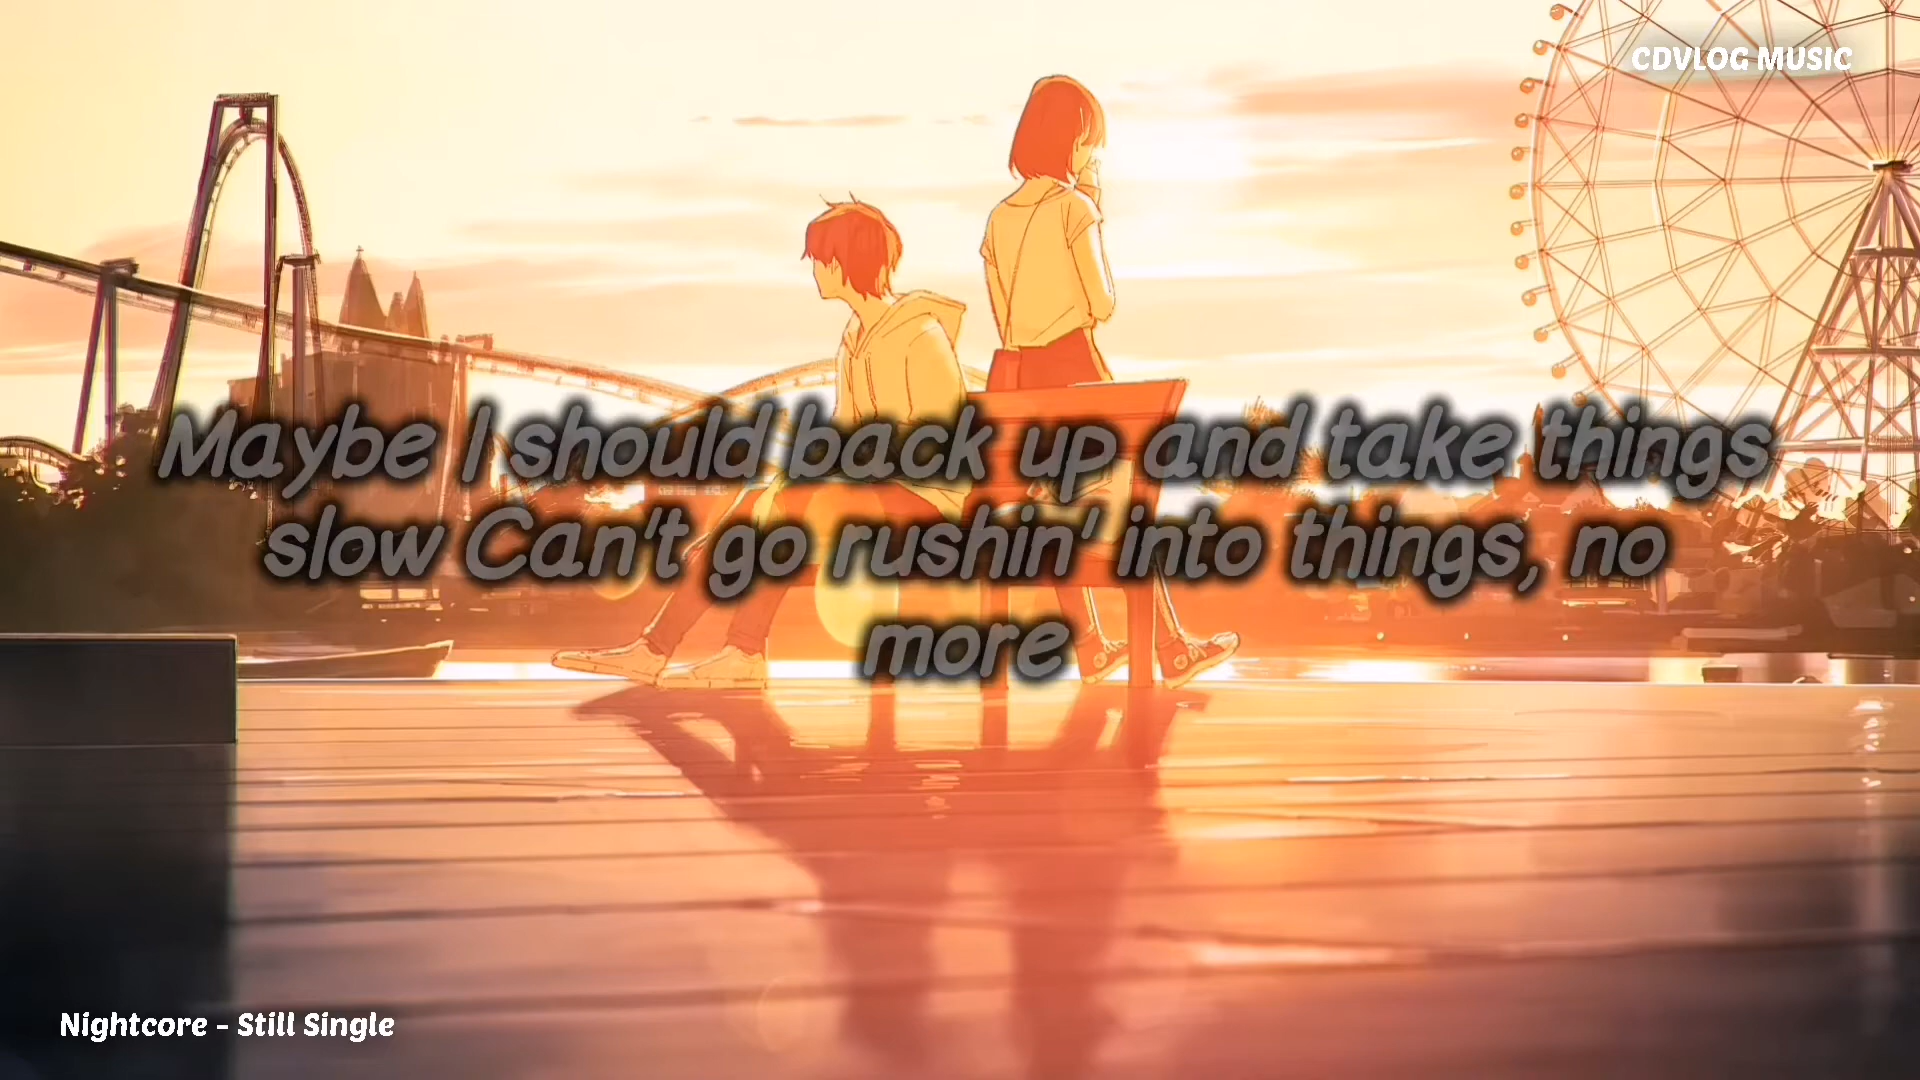 CDVLOG MUSIC
Maybe I should back up and take things
slow Can't go rushin' into things, no
more
Nightcore - Still Single